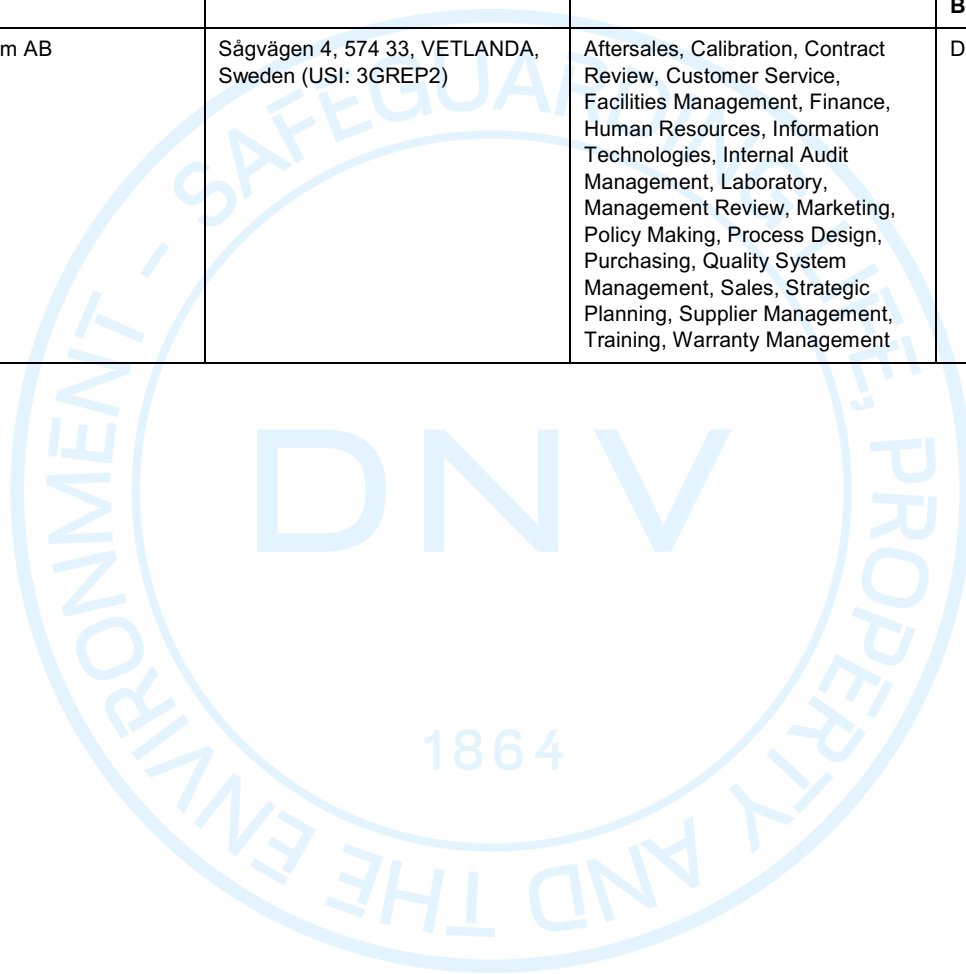 B
m AB
Sågvägen 4, 574 33, VETLANDA,
Sweden (USI: 3GREP2)
Aftersales, Calibration, Contract
Review, Customer Service,
Facilities Management, Finance,
Human Resources, Information
Technologies, Internal Audit
Management, Laboratory,
Management Review, Marketing,
Policy Making, Process Design,
Purchasing, Quality System
Management, Sales, Strategic
Planning, Supplier Management,
Training, Warranty Management
D
SAFEGUARDING LIFE, PROPERTY AND THE ENVIRONMENT -
DNV
1864